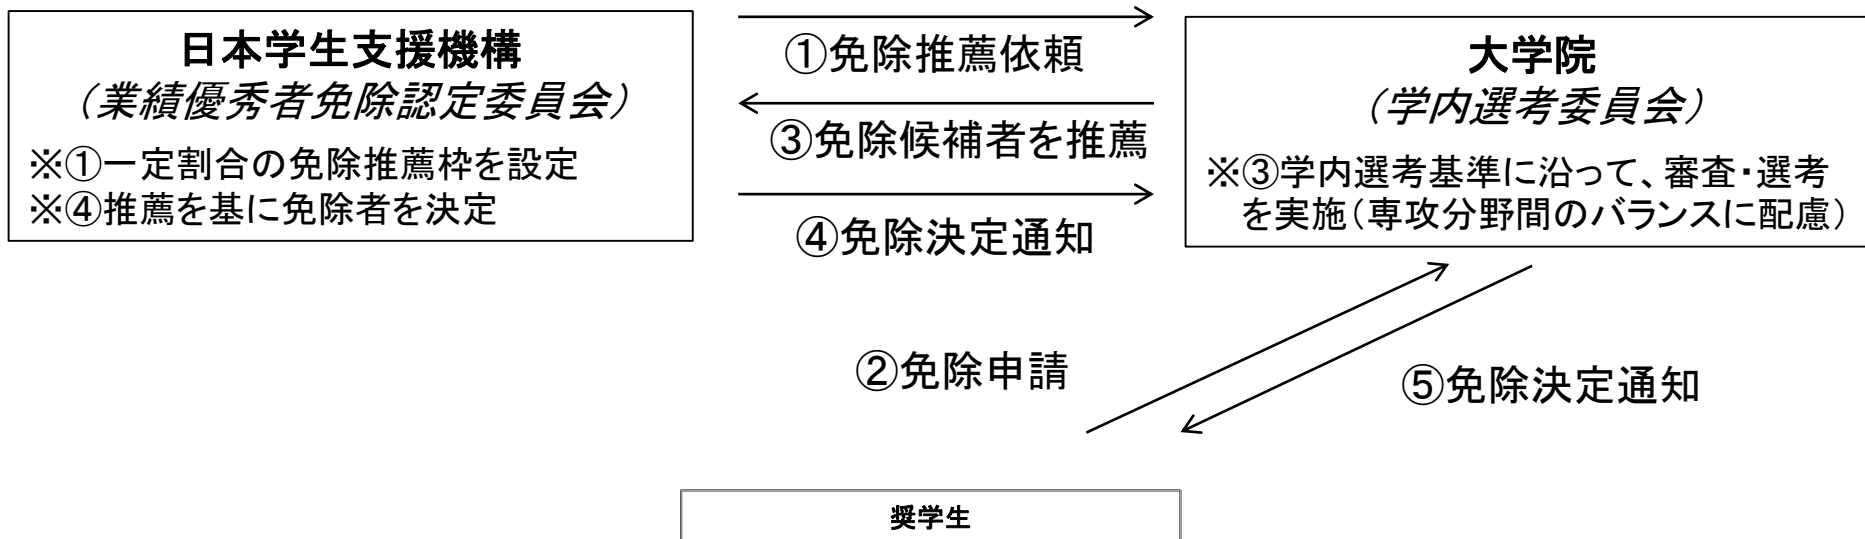 日本学生支援機構
（業績優秀者免除認定委員会）
※①一定割合の免除推薦枠を設定
※④推薦を基に免除者を決定
①免除推薦依頼
③免除候補者を推薦
④免除決定通知
大学院
（学内選考委員会）
※③学内選考基準に沿って、審査・選考
を実施（専攻分野間のバランスに配慮）
②免除申請
⑤免除決定通知
奨学生